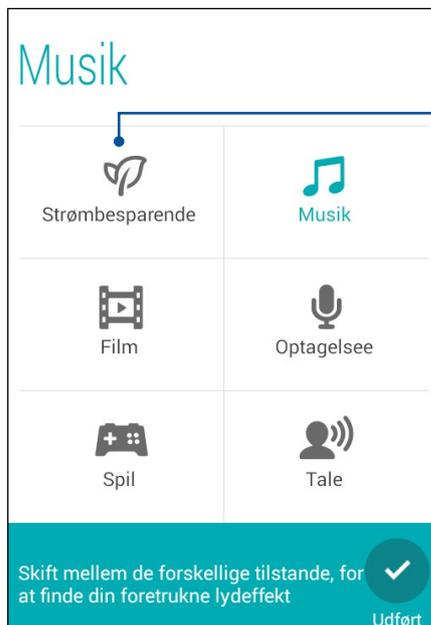 Musik
Strømbesparende
Musik
Film
Optagelsee
Spil
Tale
Skift mellem de forskellige tilstande, for
at finde din foretrukne lydeffekt
Udført